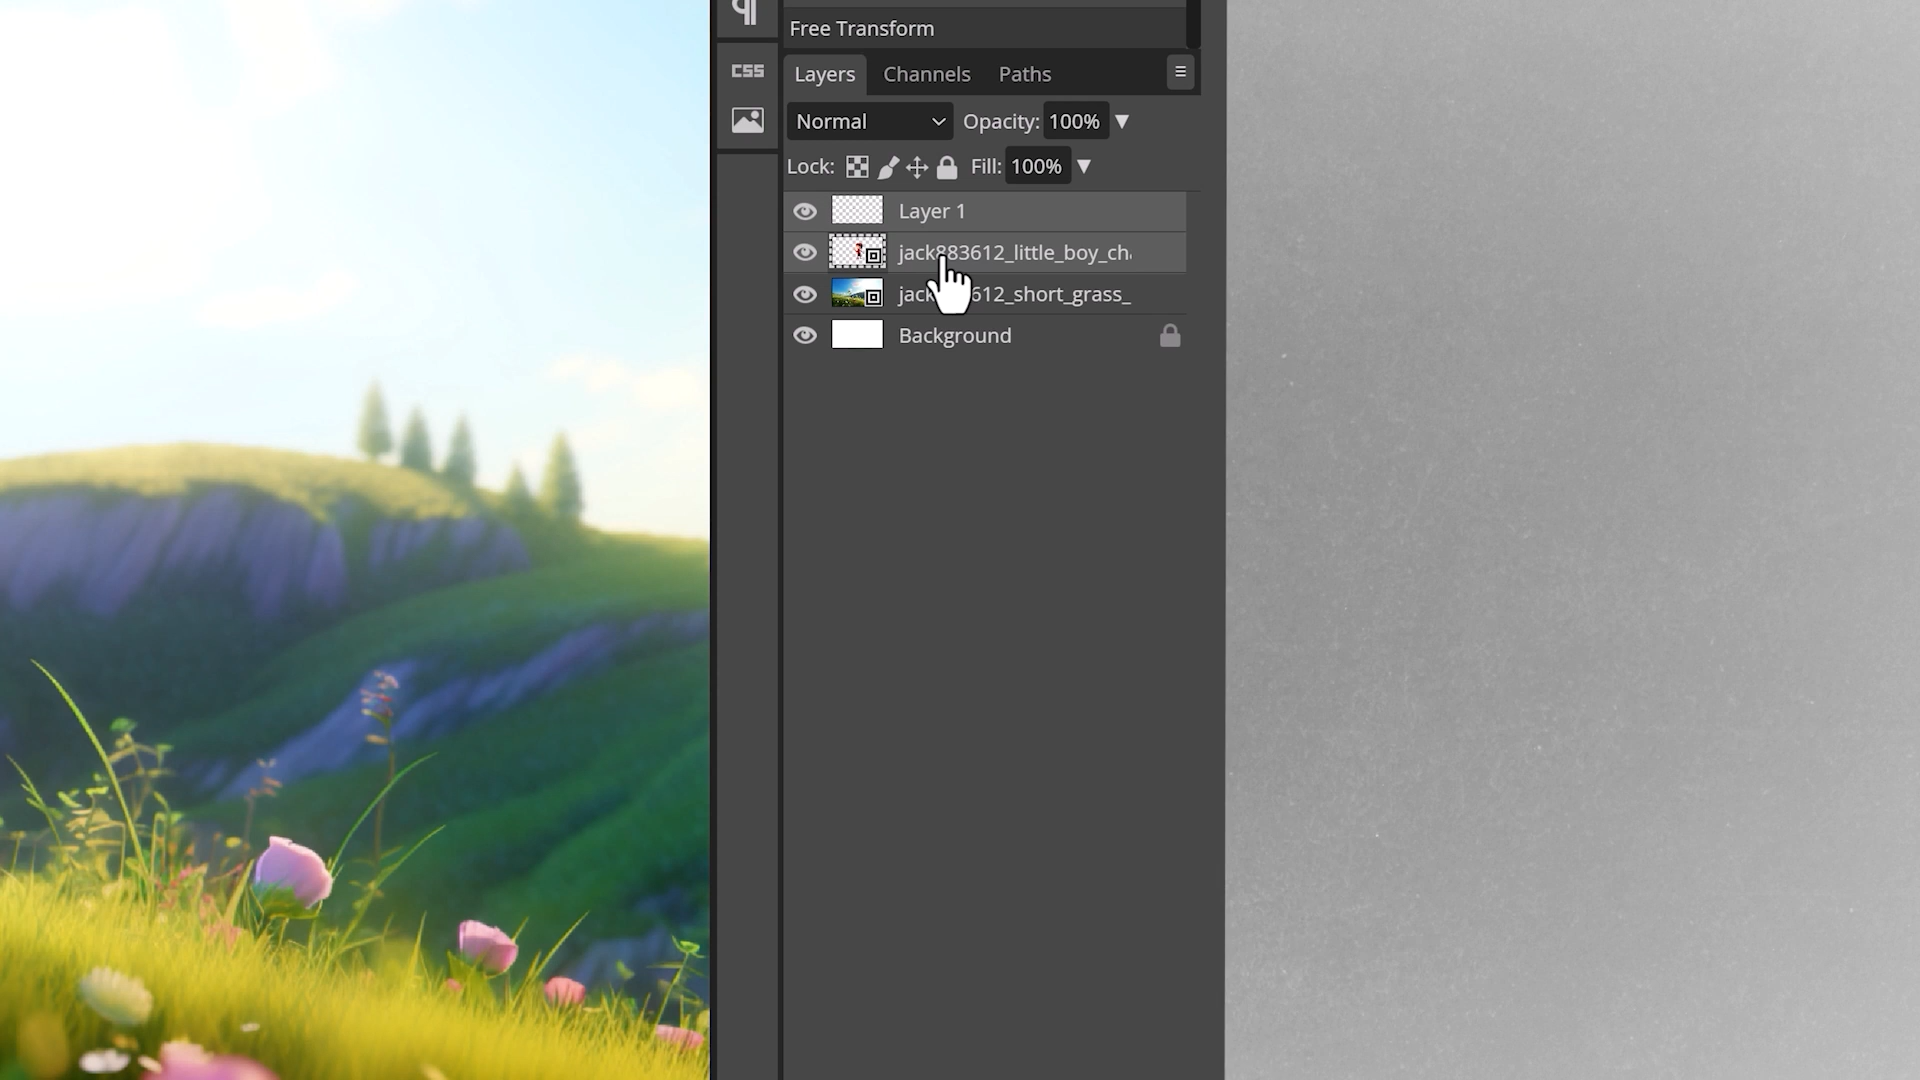 Free Transform
CSS
Layers Channels Paths
Normal Opacity: 100%
Lock: Fill: 100%
Layer 1
jack883612_little_boy_ch
612_short_grass_
Background